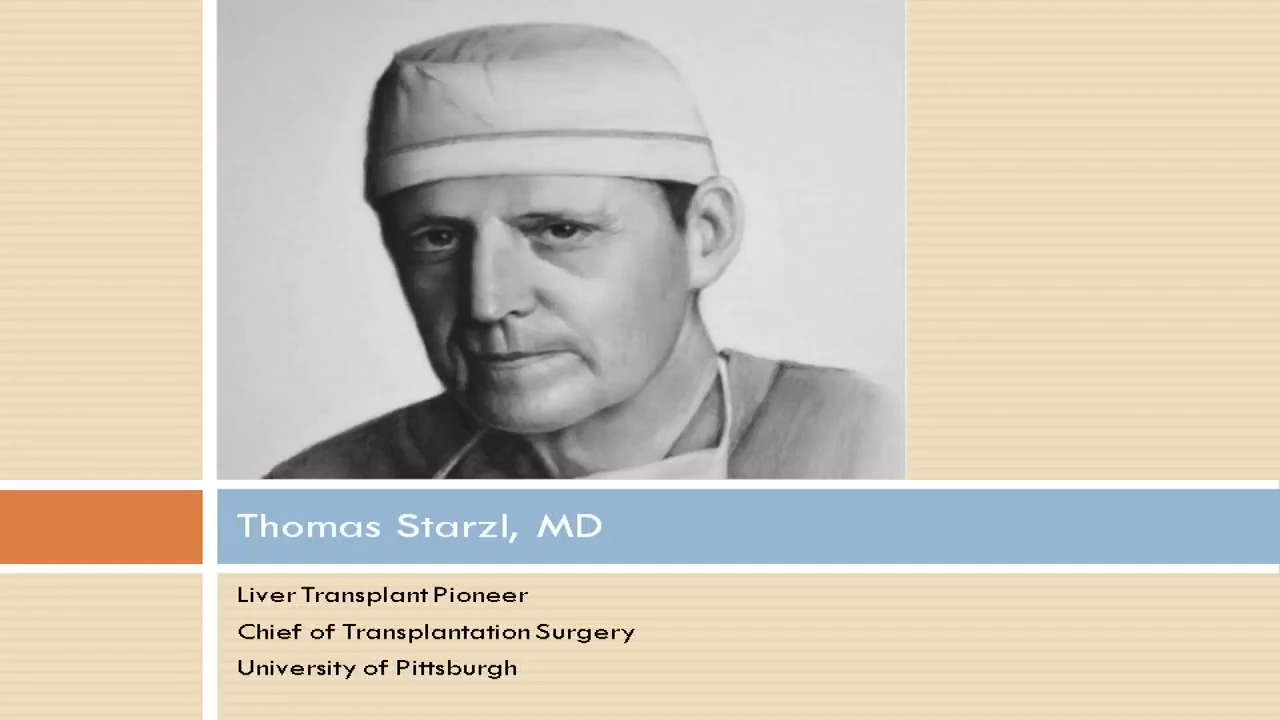 Thomas Starzl, MD
Liver Transplant Pioneer
Chief of Transplantation Surgery
University of Pittsburgh